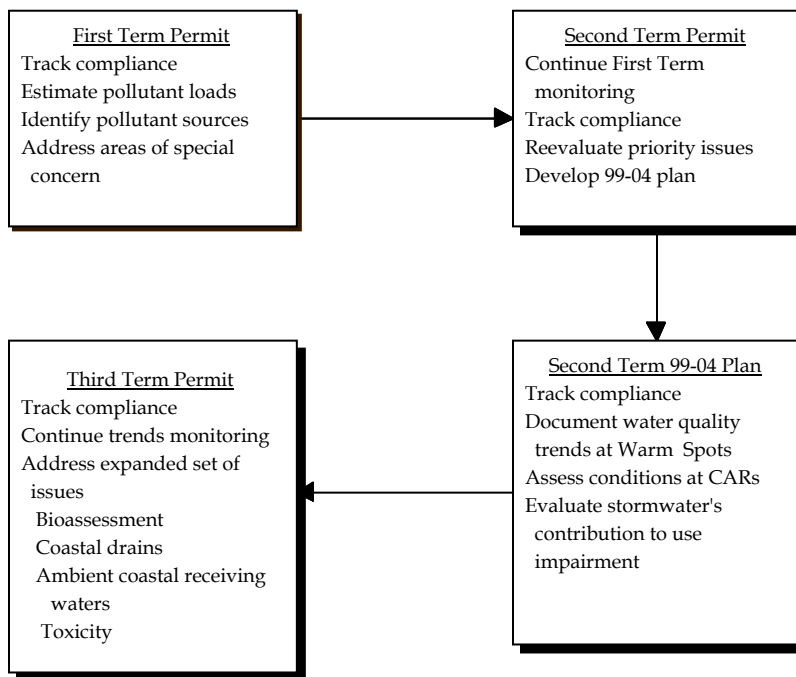 First Term Permit
Track compliance
Estimate pollutant loads
Identify pollutant sources
Address areas of special
concern
Second Term Permit
Continue First Term
monitoring
Track compliance
Reevaluate priority issues
Develop 99-04 plan
Second Term 99-04 Plan
Track compliance
Document water quality
trends at Warm Spots
Assess conditions at CARs
Evaluate stormwater's
contribution to use
impairment
Third Term Permit
Track compliance
Continue trends monitoring
Address expanded set of
issues
Bioassessment
Coastal drains
Ambient coastal receiving
waters
Toxicity